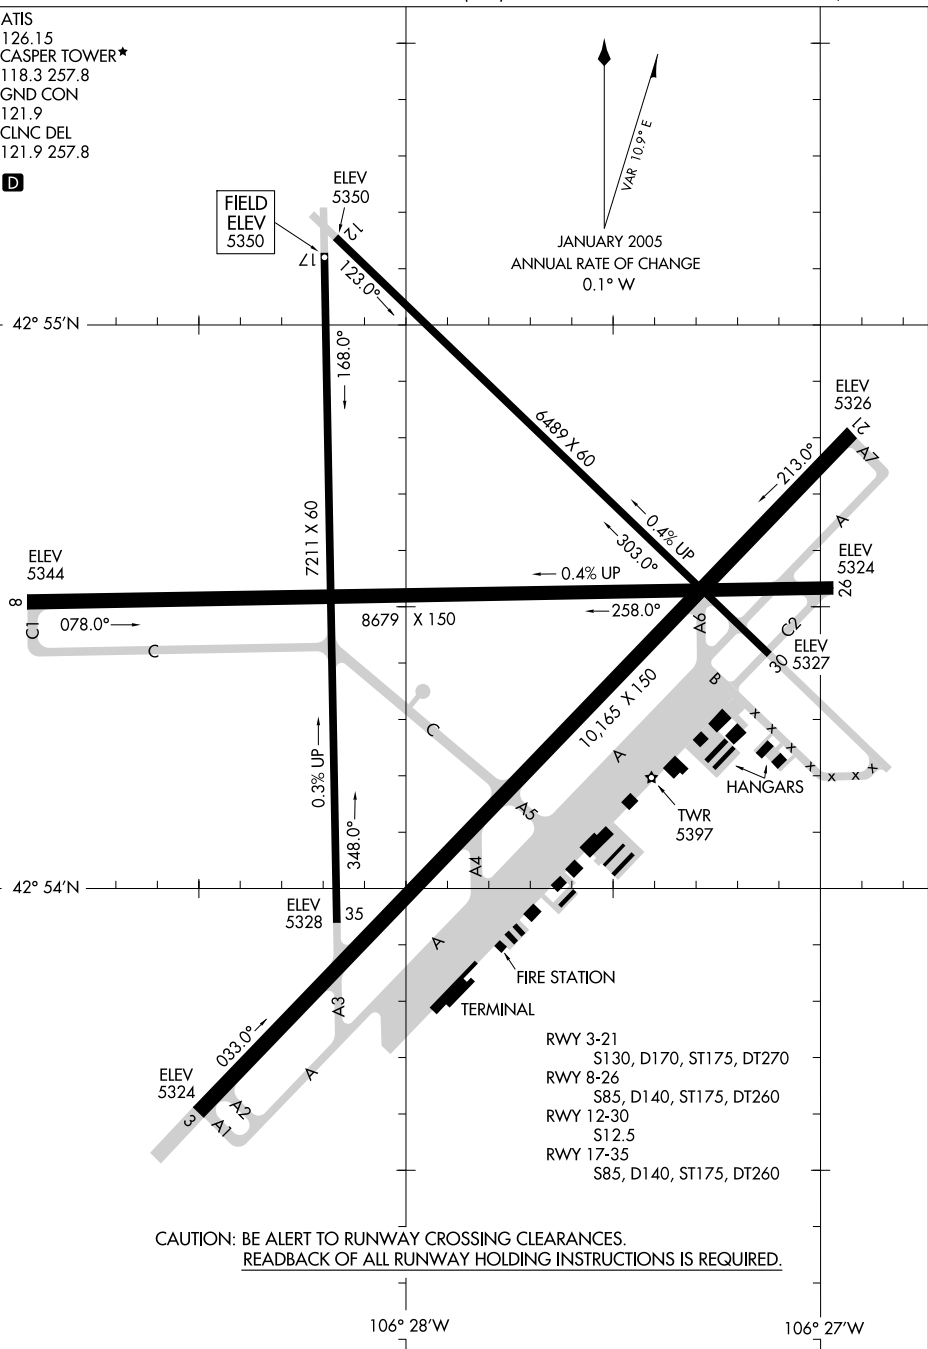 ATIS
126.15
CASPER TOWER★
118.3 257.8
GND CON
121.9
CLNC DEL
121.9 257.8
D
VAR 10.9° E
JANUARY 2005
ANNUAL RATE OF CHANGE
0.1° W
FIELD
ELEV
5350
ELEV
5350
12
17
123.0°
42° 55'N
168.0°
ELEV
5326
21
A7
6489 X 60
213.0°
A
0.4% UP
303.0°
7211 X 60
ELEV
5344
0.4% UP
ELEV
5324
8
26
078.0°
8679 X 150
258.0°
C1
C
A6
C2
ELEV
5327
30
B
10,165 X 150
C
A
0.3% UP
HANGARS
TWR
5397
A5
348.0°
A4
42° 54'N
ELEV
5328
35
A
FIRE STATION
TERMINAL
A3
033.0°
A
ELEV
5324
3
A2
A1
RWY 3-21
S130, D170, ST175, DT270
RWY 8-26
S85, D140, ST175, DT260
RWY 12-30
S12.5
RWY 17-35
S85, D140, ST175, DT260
CAUTION: BE ALERT TO RUNWAY CROSSING CLEARANCES.
READBACK OF ALL RUNWAY HOLDING INSTRUCTIONS IS REQUIRED.
106° 28'W
106° 27'W